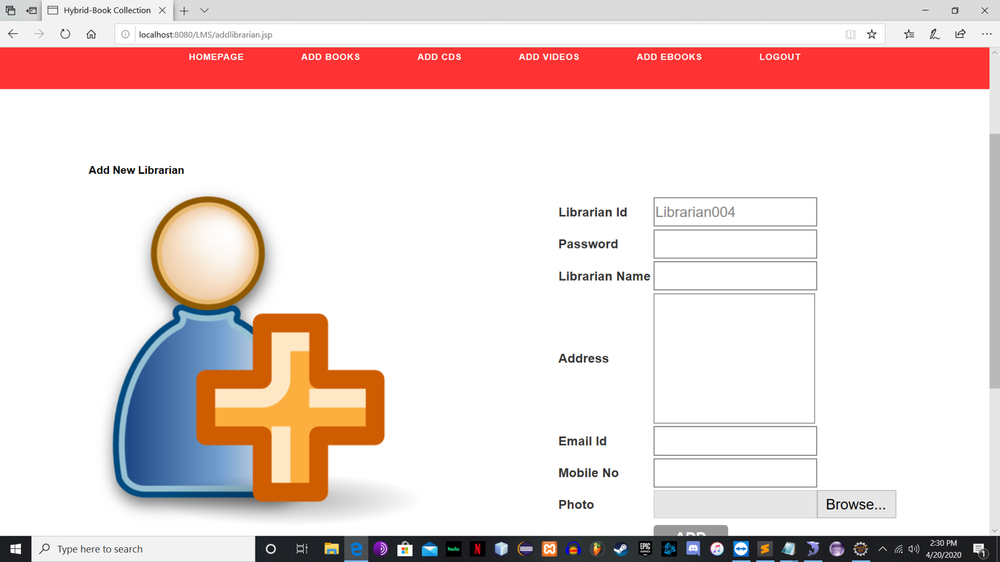 Hybrid-Book Collection
localhost:8080/LMS/addlibrarian.jsp
HOMEPAGE ADD BOOKS ADD CDS ADD VIDEOS ADD EBOOKS LOGOUT
Add New Librarian
Librarian Id Librarian004
Password
Librarian Name
Address
Email Id
Mobile No
Photo Browse...
ADD
Type here to search
hulu
N
EPIC
GAMES
2:30 PM
4/20/2020
1